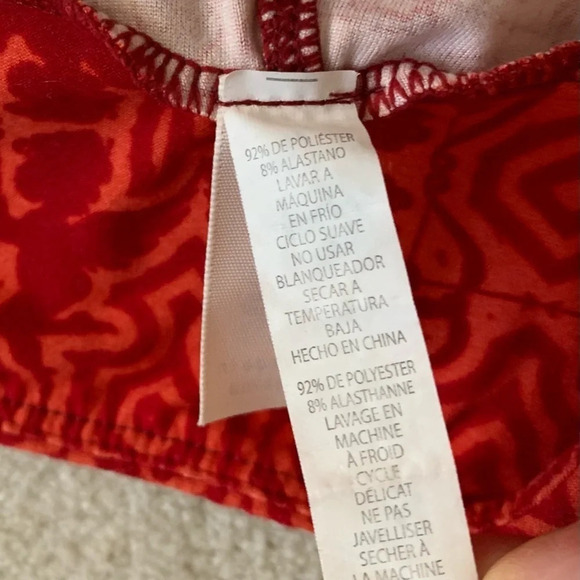 92% DE POLIÉSTER
8% ALASTANO
LAVAR A
MÁQUINA
EN FRÍO
CICLO SUAVE
NO USAR
BLANQUEADOR
SECAR A
TEMPERATURA
BAJA
HECHO EN CHINA
92% DE POLYESTER
8% ALASTHANNE
LAVAGE EN
MACHINE
À FROID
CYCLE
DÉLICAT
NE PAS
JAVELLISER
SECHER À
LA MACHINE